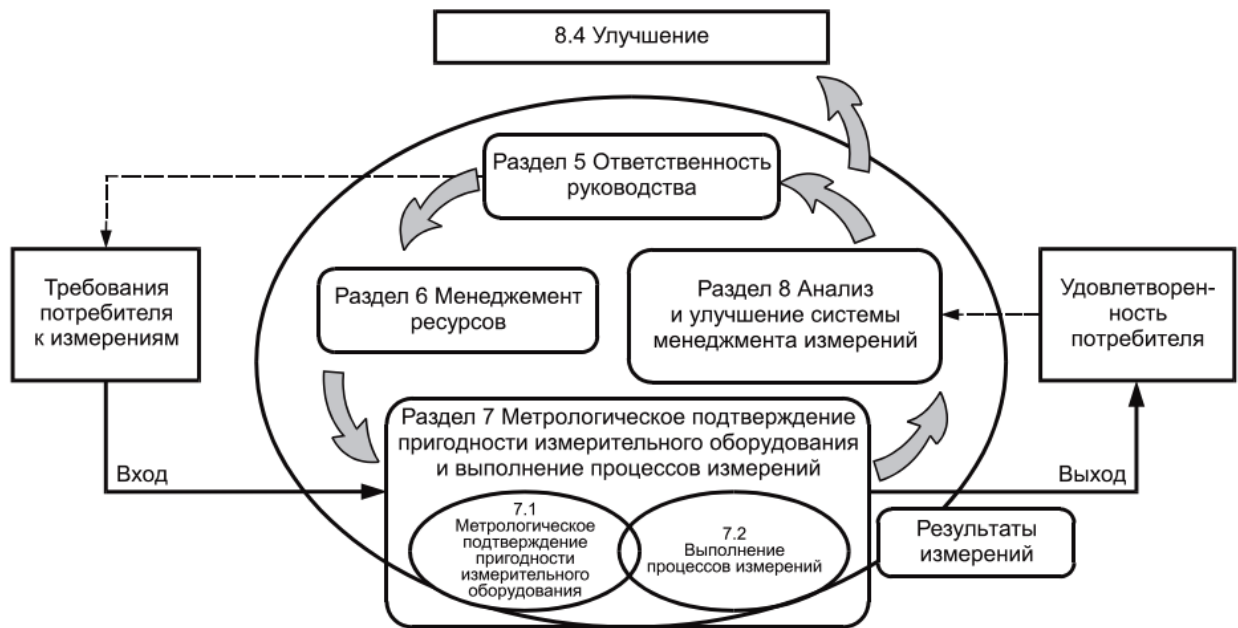 8.4 Улучшение
Раздел 5 Ответственность
руководства
Требования
потребителя
к измерениям
Раздел 6 Менеджемент
ресурсов
Раздел 8 Анализ
и улучшение системы
менеджмента измерений
Удовлетворен-
ность
потребителя
Раздел 7 Метрологическое подтверждение
пригодности измерительного оборудования
и выполнение процессов измерений
Вход
Выход
7.1
Метрологическое
подтверждение
пригодности
измерительного
оборудования
7.2
Выполнение
процессов измерений
Результаты
измерений